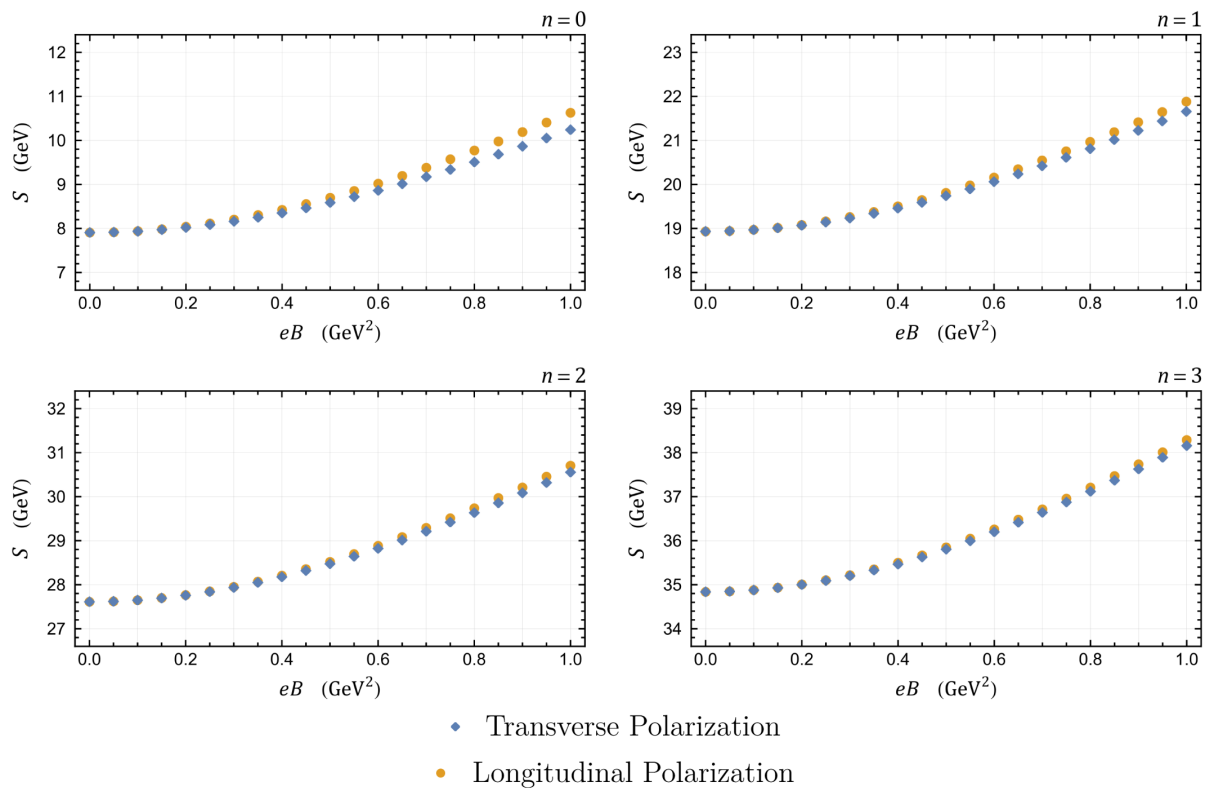 n = 0
12
11
10
9
8
7
S (GeV)
0.0 0.2 0.4 0.6 0.8 1.0
eB (GeV²)
n = 1
23
22
21
20
19
18
S (GeV)
0.0 0.2 0.4 0.6 0.8 1.0
eB (GeV²)
n = 2
32
31
30
29
28
27
S (GeV)
0.0 0.2 0.4 0.6 0.8 1.0
eB (GeV²)
n = 3
39
38
37
36
35
34
S (GeV)
0.0 0.2 0.4 0.6 0.8 1.0
eB (GeV²)
Transverse Polarization
Longitudinal Polarization